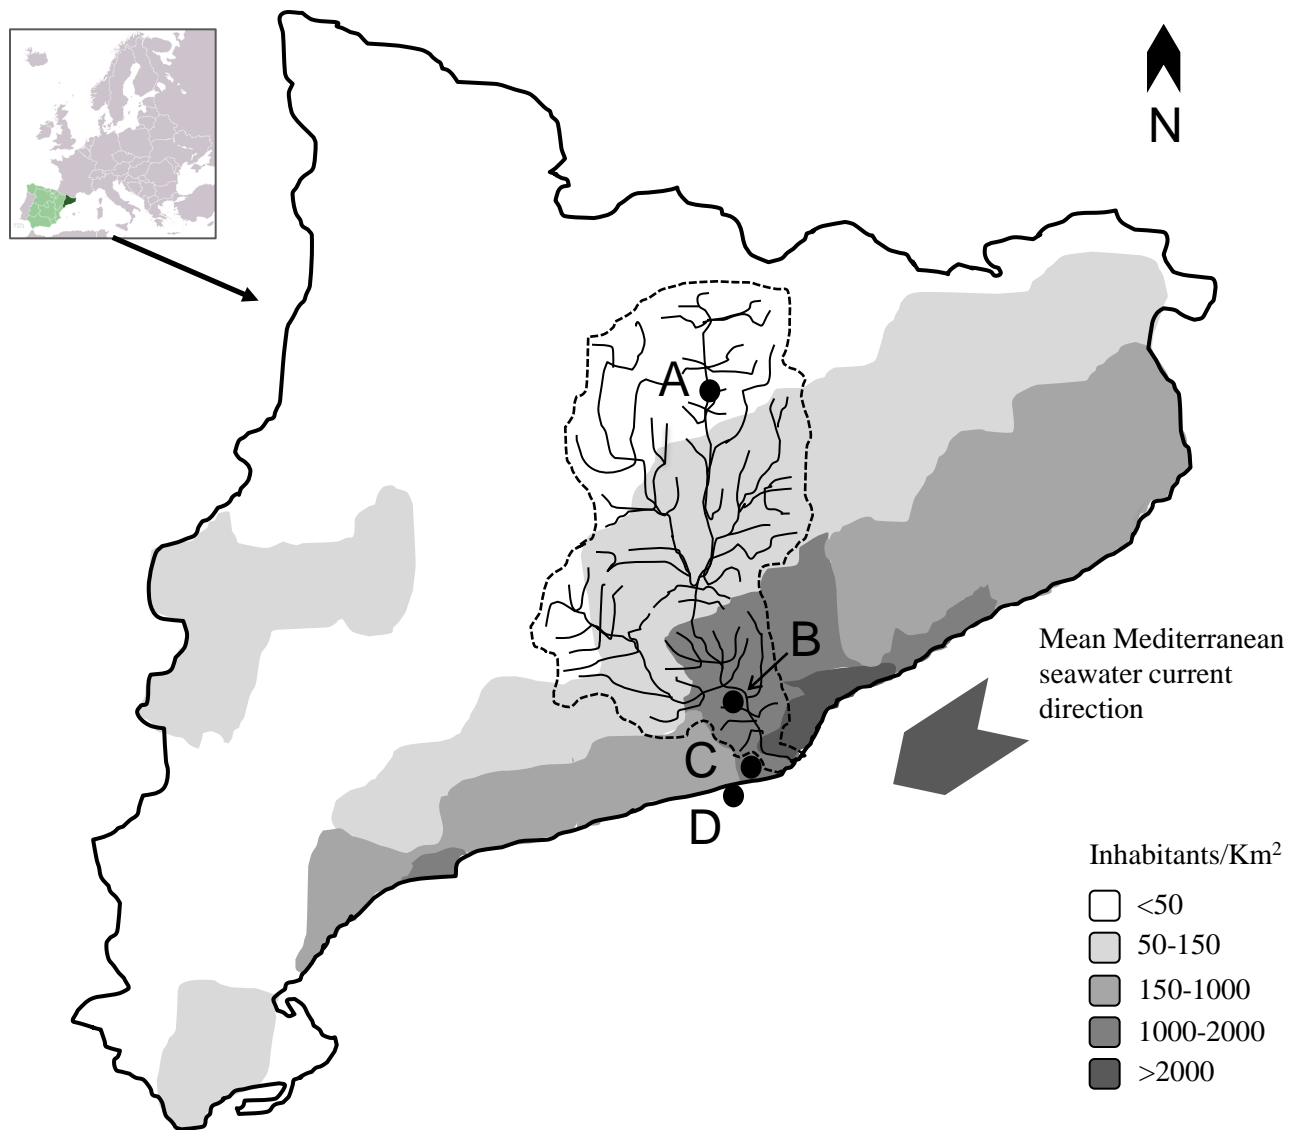 N
A
B
Mean Mediterranean
seawater current
direction
C
D
Inhabitants/Km²
<50
50-150
150-1000
1000-2000
>2000